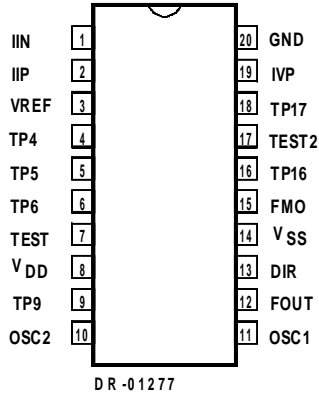 IIN 1 20 GND
IIP 2 19 IVP
VREF 3 18 TP17
TP4 4 17 TEST2
TP5 5 16 TP16
TP6 6 15 FMO
TEST 7 14 VSS
VDD 8 13 DIR
TP9 9 12 FOUT
OSC2 10 11 OSC1
DR-01277